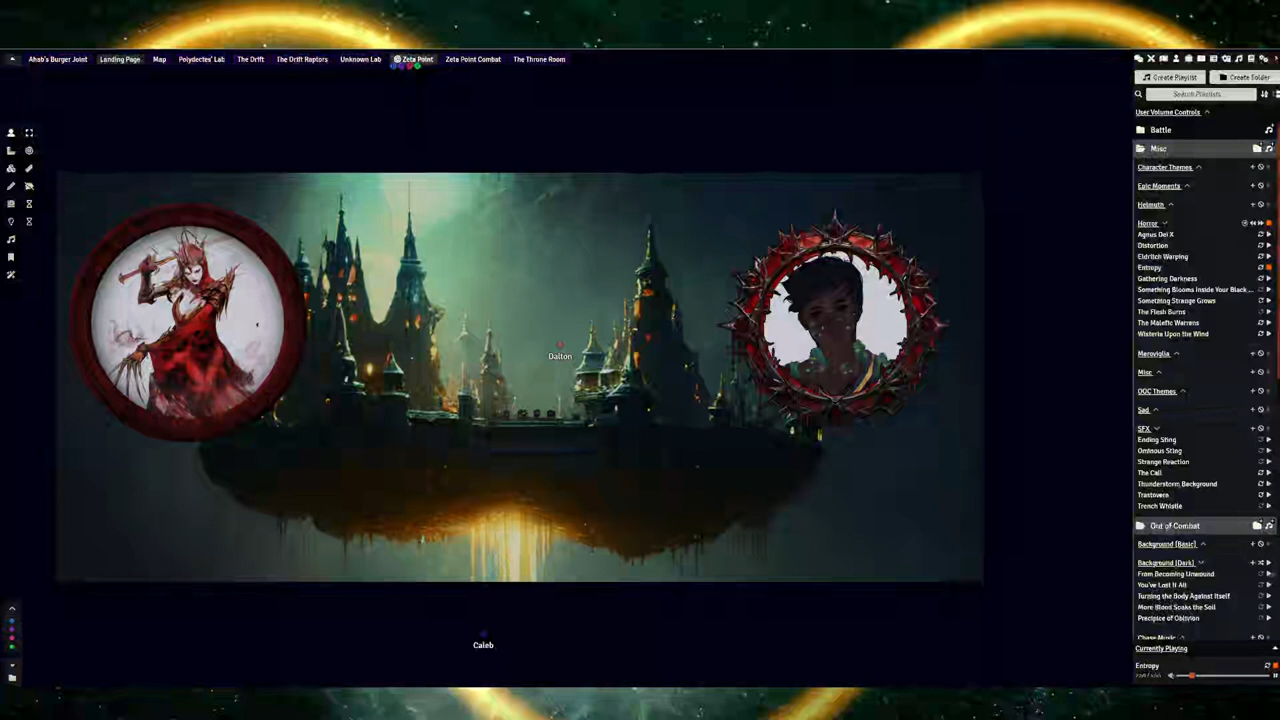 Ahab's Burger Joint Landing Page Map Polydectes' Lab The Drift The Drift Raptors Unknown Lab Zeta Point Zeta Point Combat The Throne Room
Create Playlist Create Folder
Search Playlists
User Volume Controls
Battle
Misc
Character Themes
Epic Moments
Helmuth
Horror
Agnus Dei X
Distortion
Eldritch Warping
Entropy
Gathering Darkness
Something Blooms Inside Your Black ...
Something Strange Grows
The Flesh Burns
The Malefic Warrens
Wisteria Upon the Wind
Meroviglia
Misc
OOC Themes
Sad
SFX
Ending Sting
Ominous Sting
Strange Reaction
The Call
Thunderstorm Background
Trastovere
Trench Whistle
Out of Combat
Background [Basic]
Background [Dark]
From Becoming Unwound
You've Lost It All
Turning the Body Against Itself
More Blood Soaks the Soil
Precipice of Oblivion
Chase Music
Currently Playing
Entropy
Dalton
Caleb